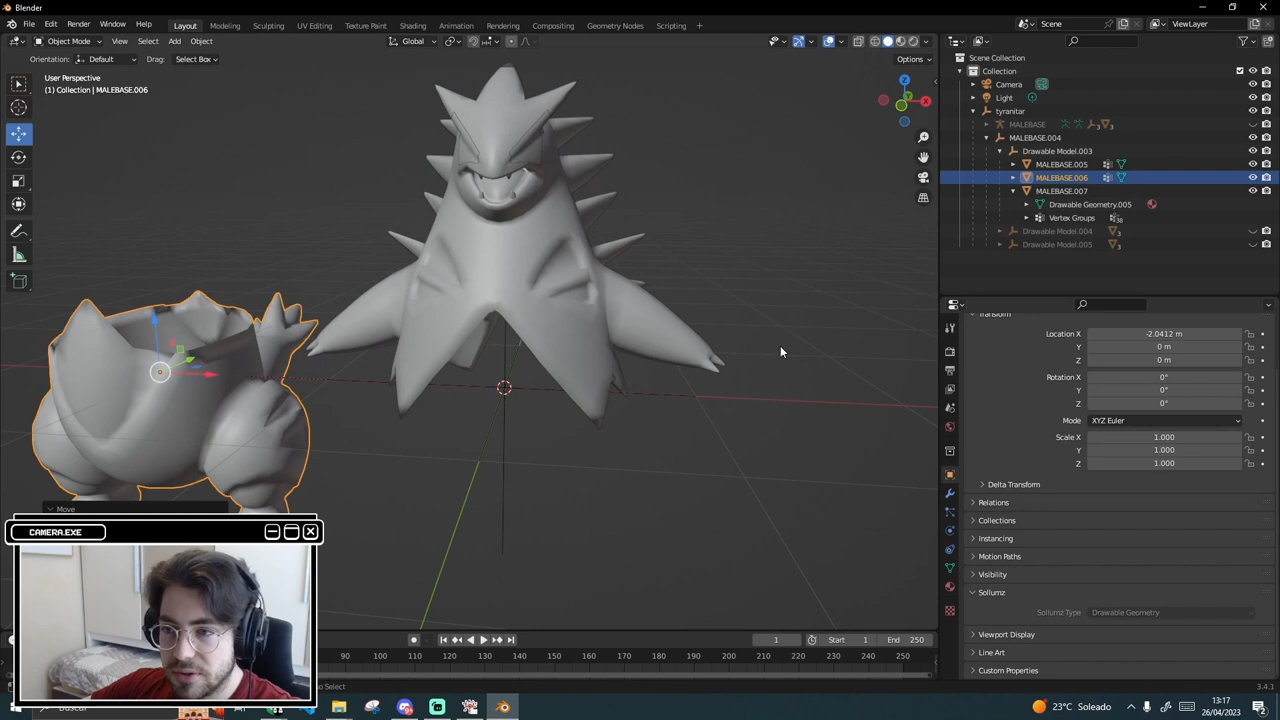 Blender
File Edit Render Window Help
Layout Modeling Sculpting UV Editing Texture Paint Shading Animation Rendering Compositing Geometry Nodes Scripting +
Scene
ViewLayer
Object Mode View Select Add Object
Global
Orientation: Default Drag: Select Box
Options
User Perspective
(1) Collection | MALEBASE.006
X
Z
Scene Collection
Collection
Camera
Light
tyranitar
MALEBASE
3 3
MALEBASE.004
Drawable Model.003
MALEBASE.005
MALEBASE.006
MALEBASE.007
Drawable Geometry.005
Vertex Groups
38
Drawable Model.004
3
Drawable Model.005
3
Transform
Location X -2.0412 m
Y 0 m
Z 0 m
Rotation X 0°
Y 0°
Z 0°
Mode XYZ Euler
Scale X 1.000
Y 1.000
Z 1.000
Delta Transform
Relations
Collections
Instancing
Motion Paths
Visibility
Sollumz
Sollumz Type Drawable Geometry
Viewport Display
Line Art
Custom Properties
Move
CAMERA.EXE
1
Start 1
End 250
90 100 110 120 130 140 150 160 170 180 190 200 210 220 230 240 250
3.4.1
23°C Soleado
13:17
26/04/2023